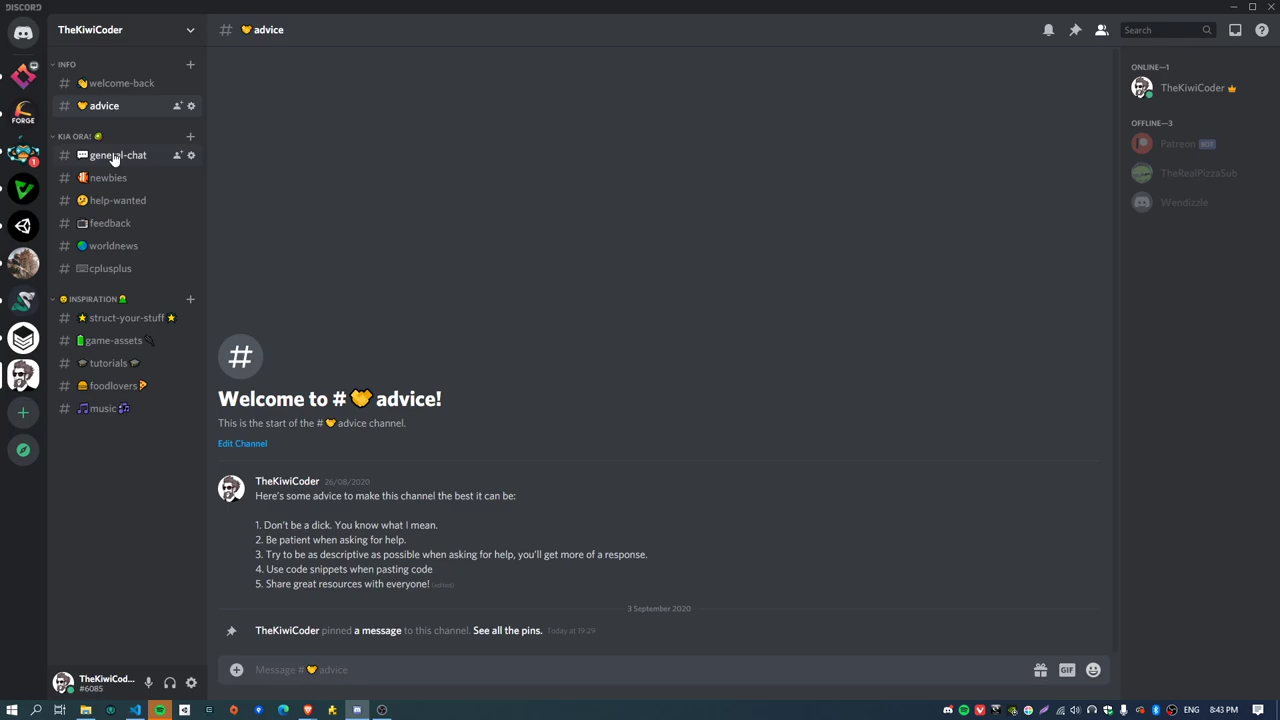 DISCORD
TheKiwiCoder
INFO
welcome-back
advice
KIA ORA!
general-chat
newbies
help-wanted
feedback
worldnews
cplusplus
INSPIRATION
struct-your-stuff
game-assets
tutorials
foodlovers
music
FORGE
1
TheKiwiCod...
#6085
# advice
Search
Welcome to # advice!
This is the start of the # advice channel.
Edit Channel
TheKiwiCoder 26/08/2020
Here's some advice to make this channel the best it can be:
1. Don't be a dick. You know what I mean.
2. Be patient when asking for help.
3. Try to be as descriptive as possible when asking for help, you'll get more of a response.
4. Use code snippets when pasting code
5. Share great resources with everyone! (edited)
3 September 2020
TheKiwiCoder pinned a message to this channel. See all the pins. Today at 19:29
Message # advice
GIF
ONLINE—1
TheKiwiCoder
OFFLINE—3
Patreon BOT
TheRealPizzaSub
Wendizzle
ENG 8:43 PM